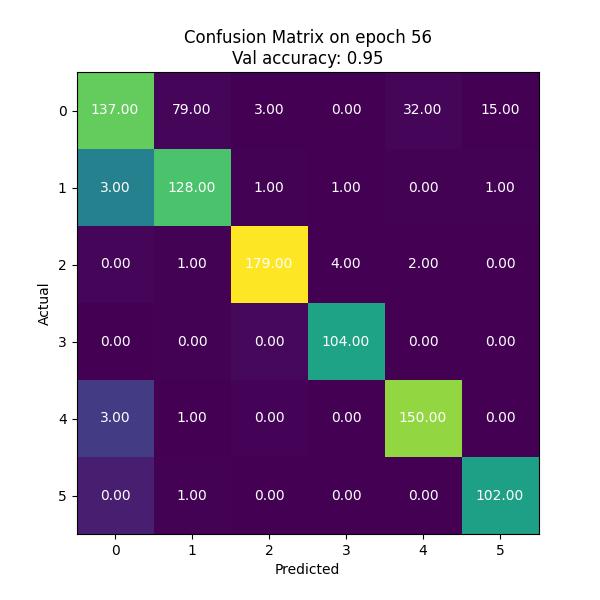 Confusion Matrix on epoch 56
Val accuracy: 0.95
0 137.00 79.00 3.00 0.00 32.00 15.00
1 3.00 128.00 1.00 1.00 0.00 1.00
2 0.00 1.00 179.00 4.00 2.00 0.00
Actual
3 0.00 0.00 0.00 104.00 0.00 0.00
4 3.00 1.00 0.00 0.00 150.00 0.00
5 0.00 1.00 0.00 0.00 0.00 102.00
0 1 2 3 4 5
Predicted